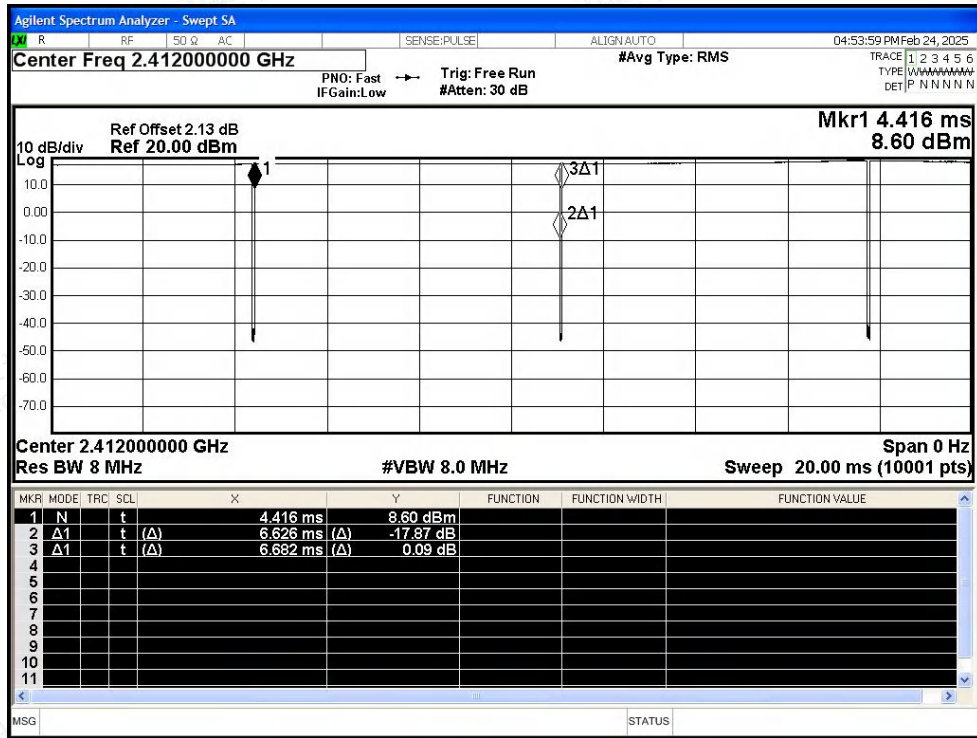 Agilent Spectrum Analyzer - Swept SA
LXI R RF 50 Ω AC SENSE:PULSE ALIGN AUTO 04:53:59 PM Feb 24, 2025
Center Freq 2.412000000 GHz #Avg Type: RMS TRACE 1 2 3 4 5 6
PNO: Fast Trig: Free Run TYPE WWWWWW
IFGain:Low #Atten: 30 dB DET P N N N N N
Mkr1 4.416 ms
Ref Offset 2.13 dB
10 dB/div Ref 20.00 dBm 8.60 dBm
Log
1 3Δ1
10.0
0.00 2Δ1
-10.0
-20.0
-30.0
-40.0
-50.0
-60.0
-70.0
Center 2.412000000 GHz Span 0 Hz
Res BW 8 MHz #VBW 8.0 MHz Sweep 20.00 ms (10001 pts)
MKR MODE TRC SCL X Y FUNCTION FUNCTION WIDTH FUNCTION VALUE
1 N t 4.416 ms 8.60 dBm
2 Δ1 t (Δ) 6.626 ms (Δ) -17.87 dB
3 Δ1 t (Δ) 6.682 ms (Δ) 0.09 dB
4
5
6
7
8
9
10
11
MSG STATUS